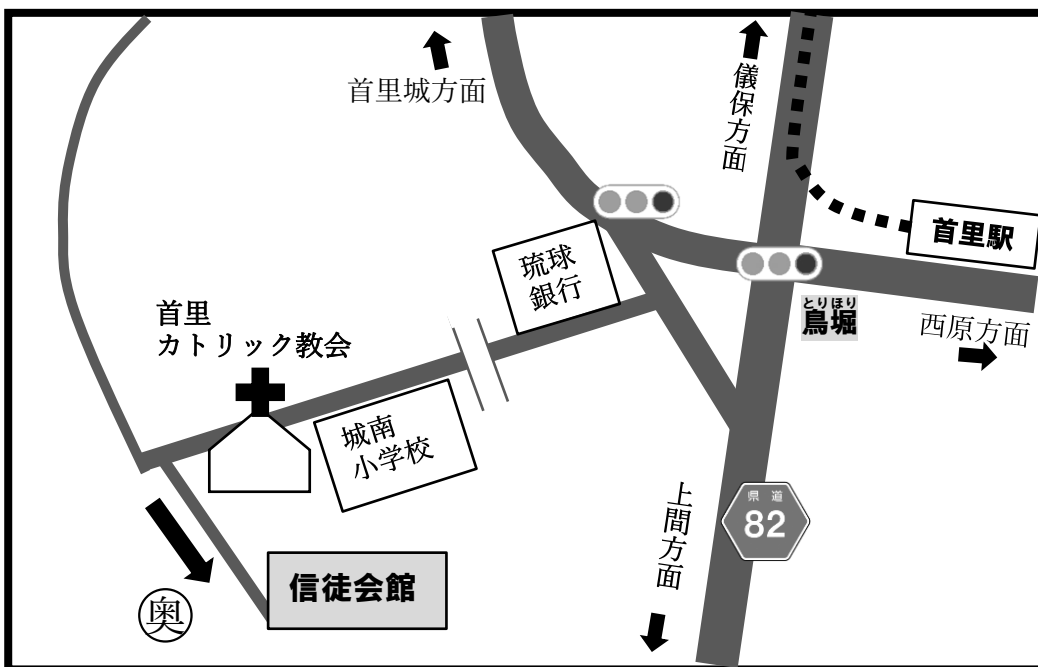 首里城方面
儀保方面
首里駅
琉球
銀行
とりほり
鳥堀
西原方面
首里
カトリック教会
城南
小学校
県道
82
上間方面
信徒会館
奥